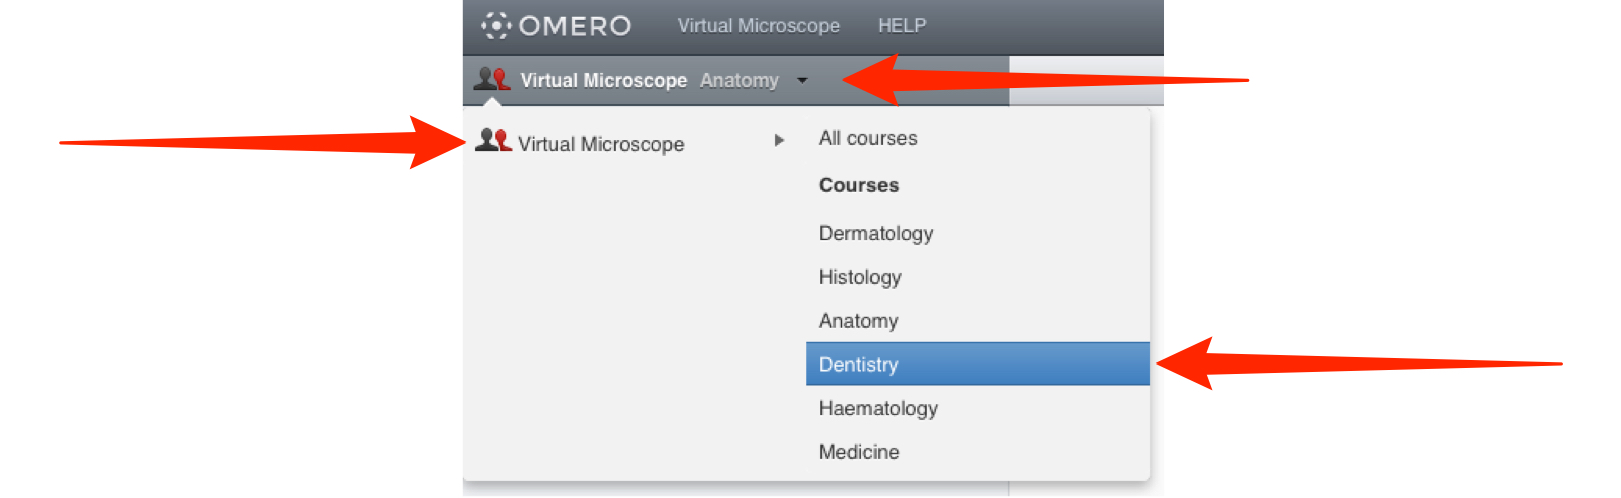 OMERO Virtual Microscope HELP
Virtual Microscope Anatomy
Virtual Microscope
All courses
Courses
Dermatology
Histology
Anatomy
Dentistry
Haematology
Medicine